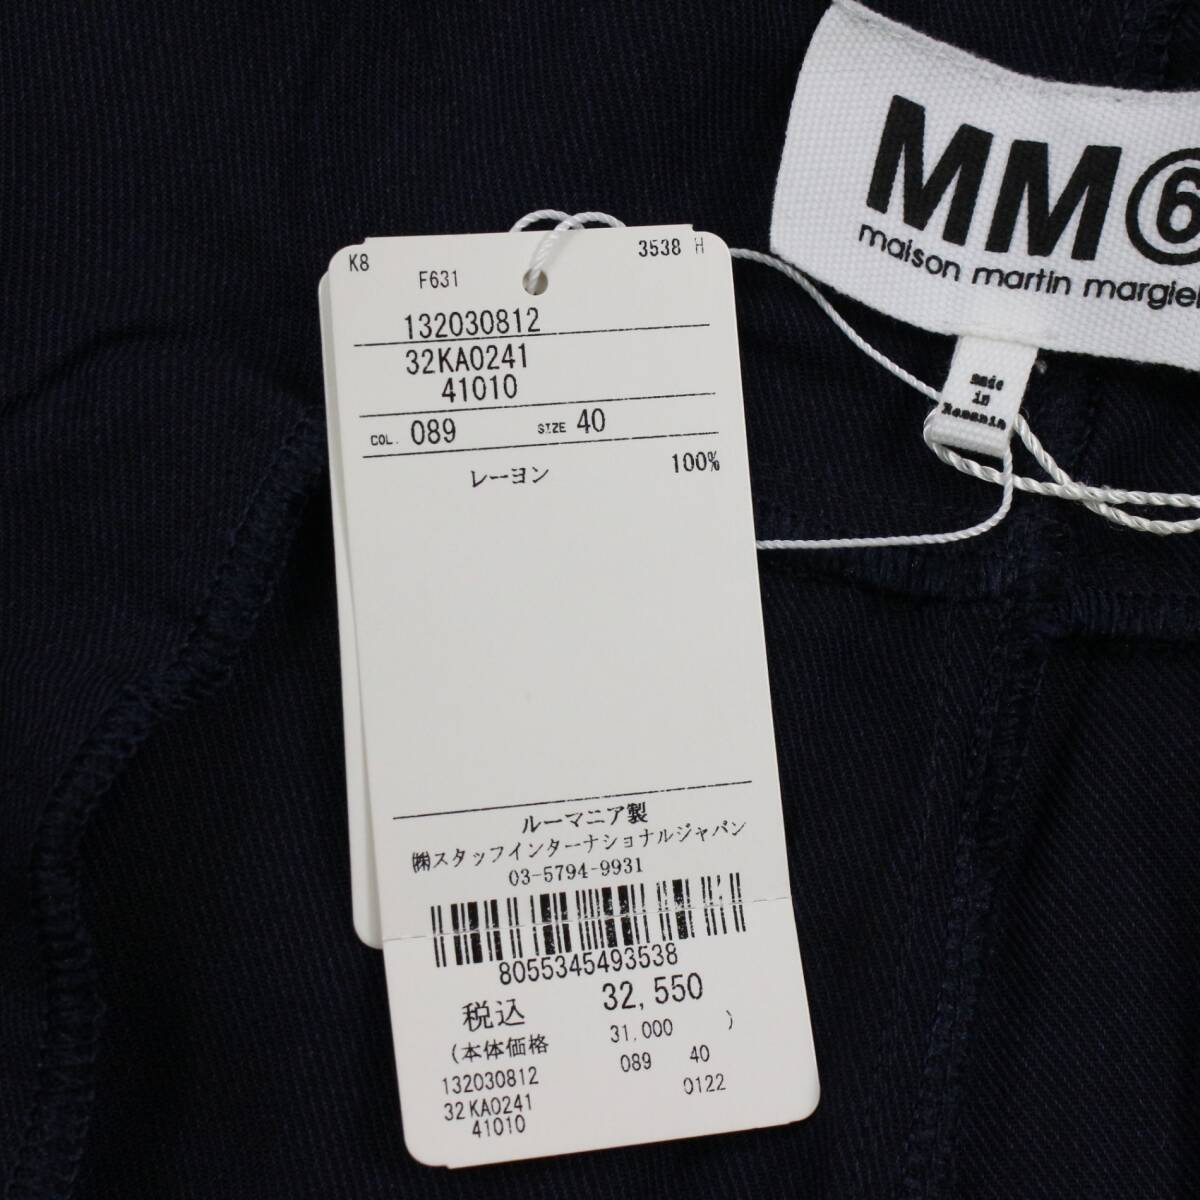 MM⑥
maison martin margiel
made
in
Romania
K8
3538 H
F631
132030812
32KA0241
41010
COL. 089 SIZE 40
レーヨン 100%
ルーマニア製
㈱スタッフインターナショナルジャパン
03-5794-9931
8055345493538
税込 32,550
(本体価格 31,000 )
132030812 089 40
32KA0241 0122
41010